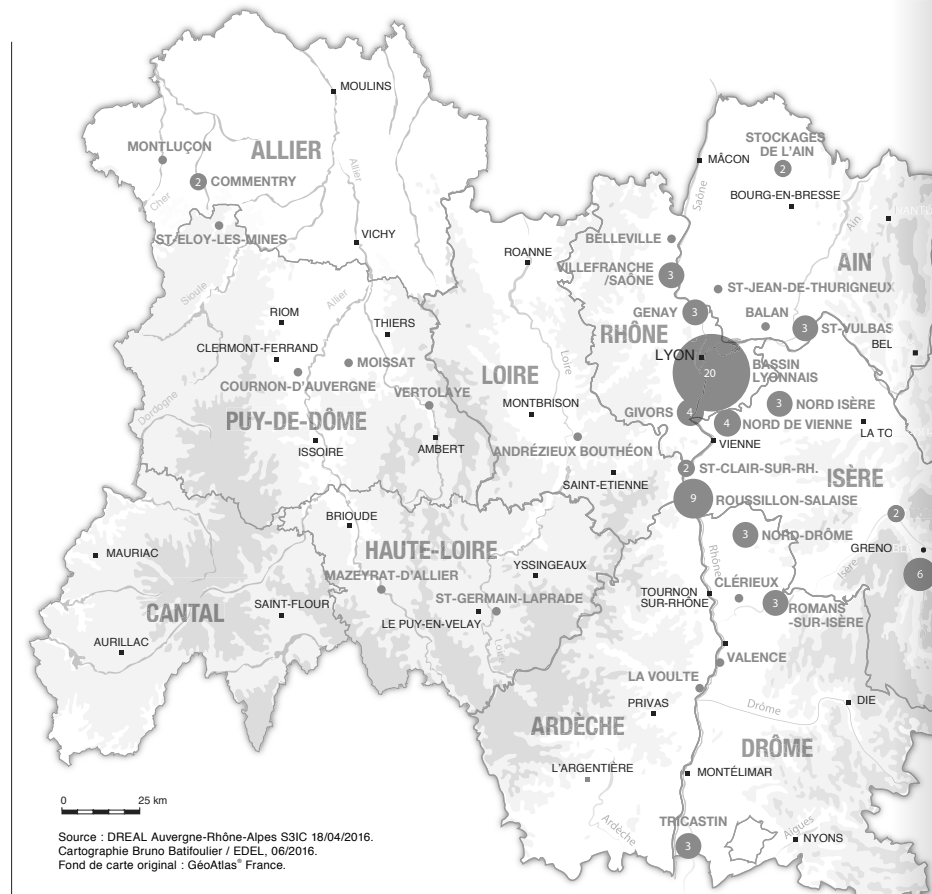 MOULINS
MONTLUÇON
ALLIER
2 COMMENTRY
Cher
Allier
ST-ELOY-LES-MINES
VICHY
Sioule
Allier
STOCKAGES
DE L'AIN
2
MÂCON
BOURG-EN-BRESSE
Saône
Ain
BELLEVILLE
ROANNE
VILLEFRANCHE
/SAÔNE
3
AIN
ST-JEAN-DE-THURIGNEUX
GENAY
3
BALAN
3
ST-VULBAS
RIOM
THIERS
RHÔNE
CLERMONT-FERRAND
MOISSAT
LYON
BEL
COURNON-D'AUVERGNE
LOIRE
Loire
20
BASSIN
LYONNAIS
Dordogne
VERTOLAYE
MONTBRISON
GIVORS
4
3
NORD ISÈRE
PUY-DE-DÔME
4
NORD DE VIENNE
LA TO
ISSOIRE
AMBERT
ANDRÉZIEUX BOUTHÉON
VIENNE
SAINT-ETIENNE
2
ST-CLAIR-SUR-RH.
ISÈRE
9
ROUSSILLON-SALAISE
BRIOUDE
2
MAURIAC
HAUTE-LOIRE
3
NORD-DRÔME
GRENO
YSSINGEAUX
Rhône
Isère
MAZEYRAT-D'ALLIER
CLÉRIEUX
6
CANTAL
SAINT-FLOUR
ST-GERMAIN-LAPRADE
TOURNON
SUR-RHÔNE
3
ROMANS
-SUR-ISÈRE
LE PUY-EN-VELAY
AURILLAC
Loire
VALENCE
LA VOULTE
PRIVAS
Drôme
DIE
ARDÈCHE
DRÔME
L'ARGENTIÈRE
MONTÉLIMAR
0 25 km
Ardèche
TRICASTIN
3
Aigues
NYONS
Source : DREAL Auvergne-Rhône-Alpes S3IC 18/04/2016.
Cartographie Bruno Batifoulier / EDEL, 06/2016.
Fond de carte original : GéoAtlas® France.